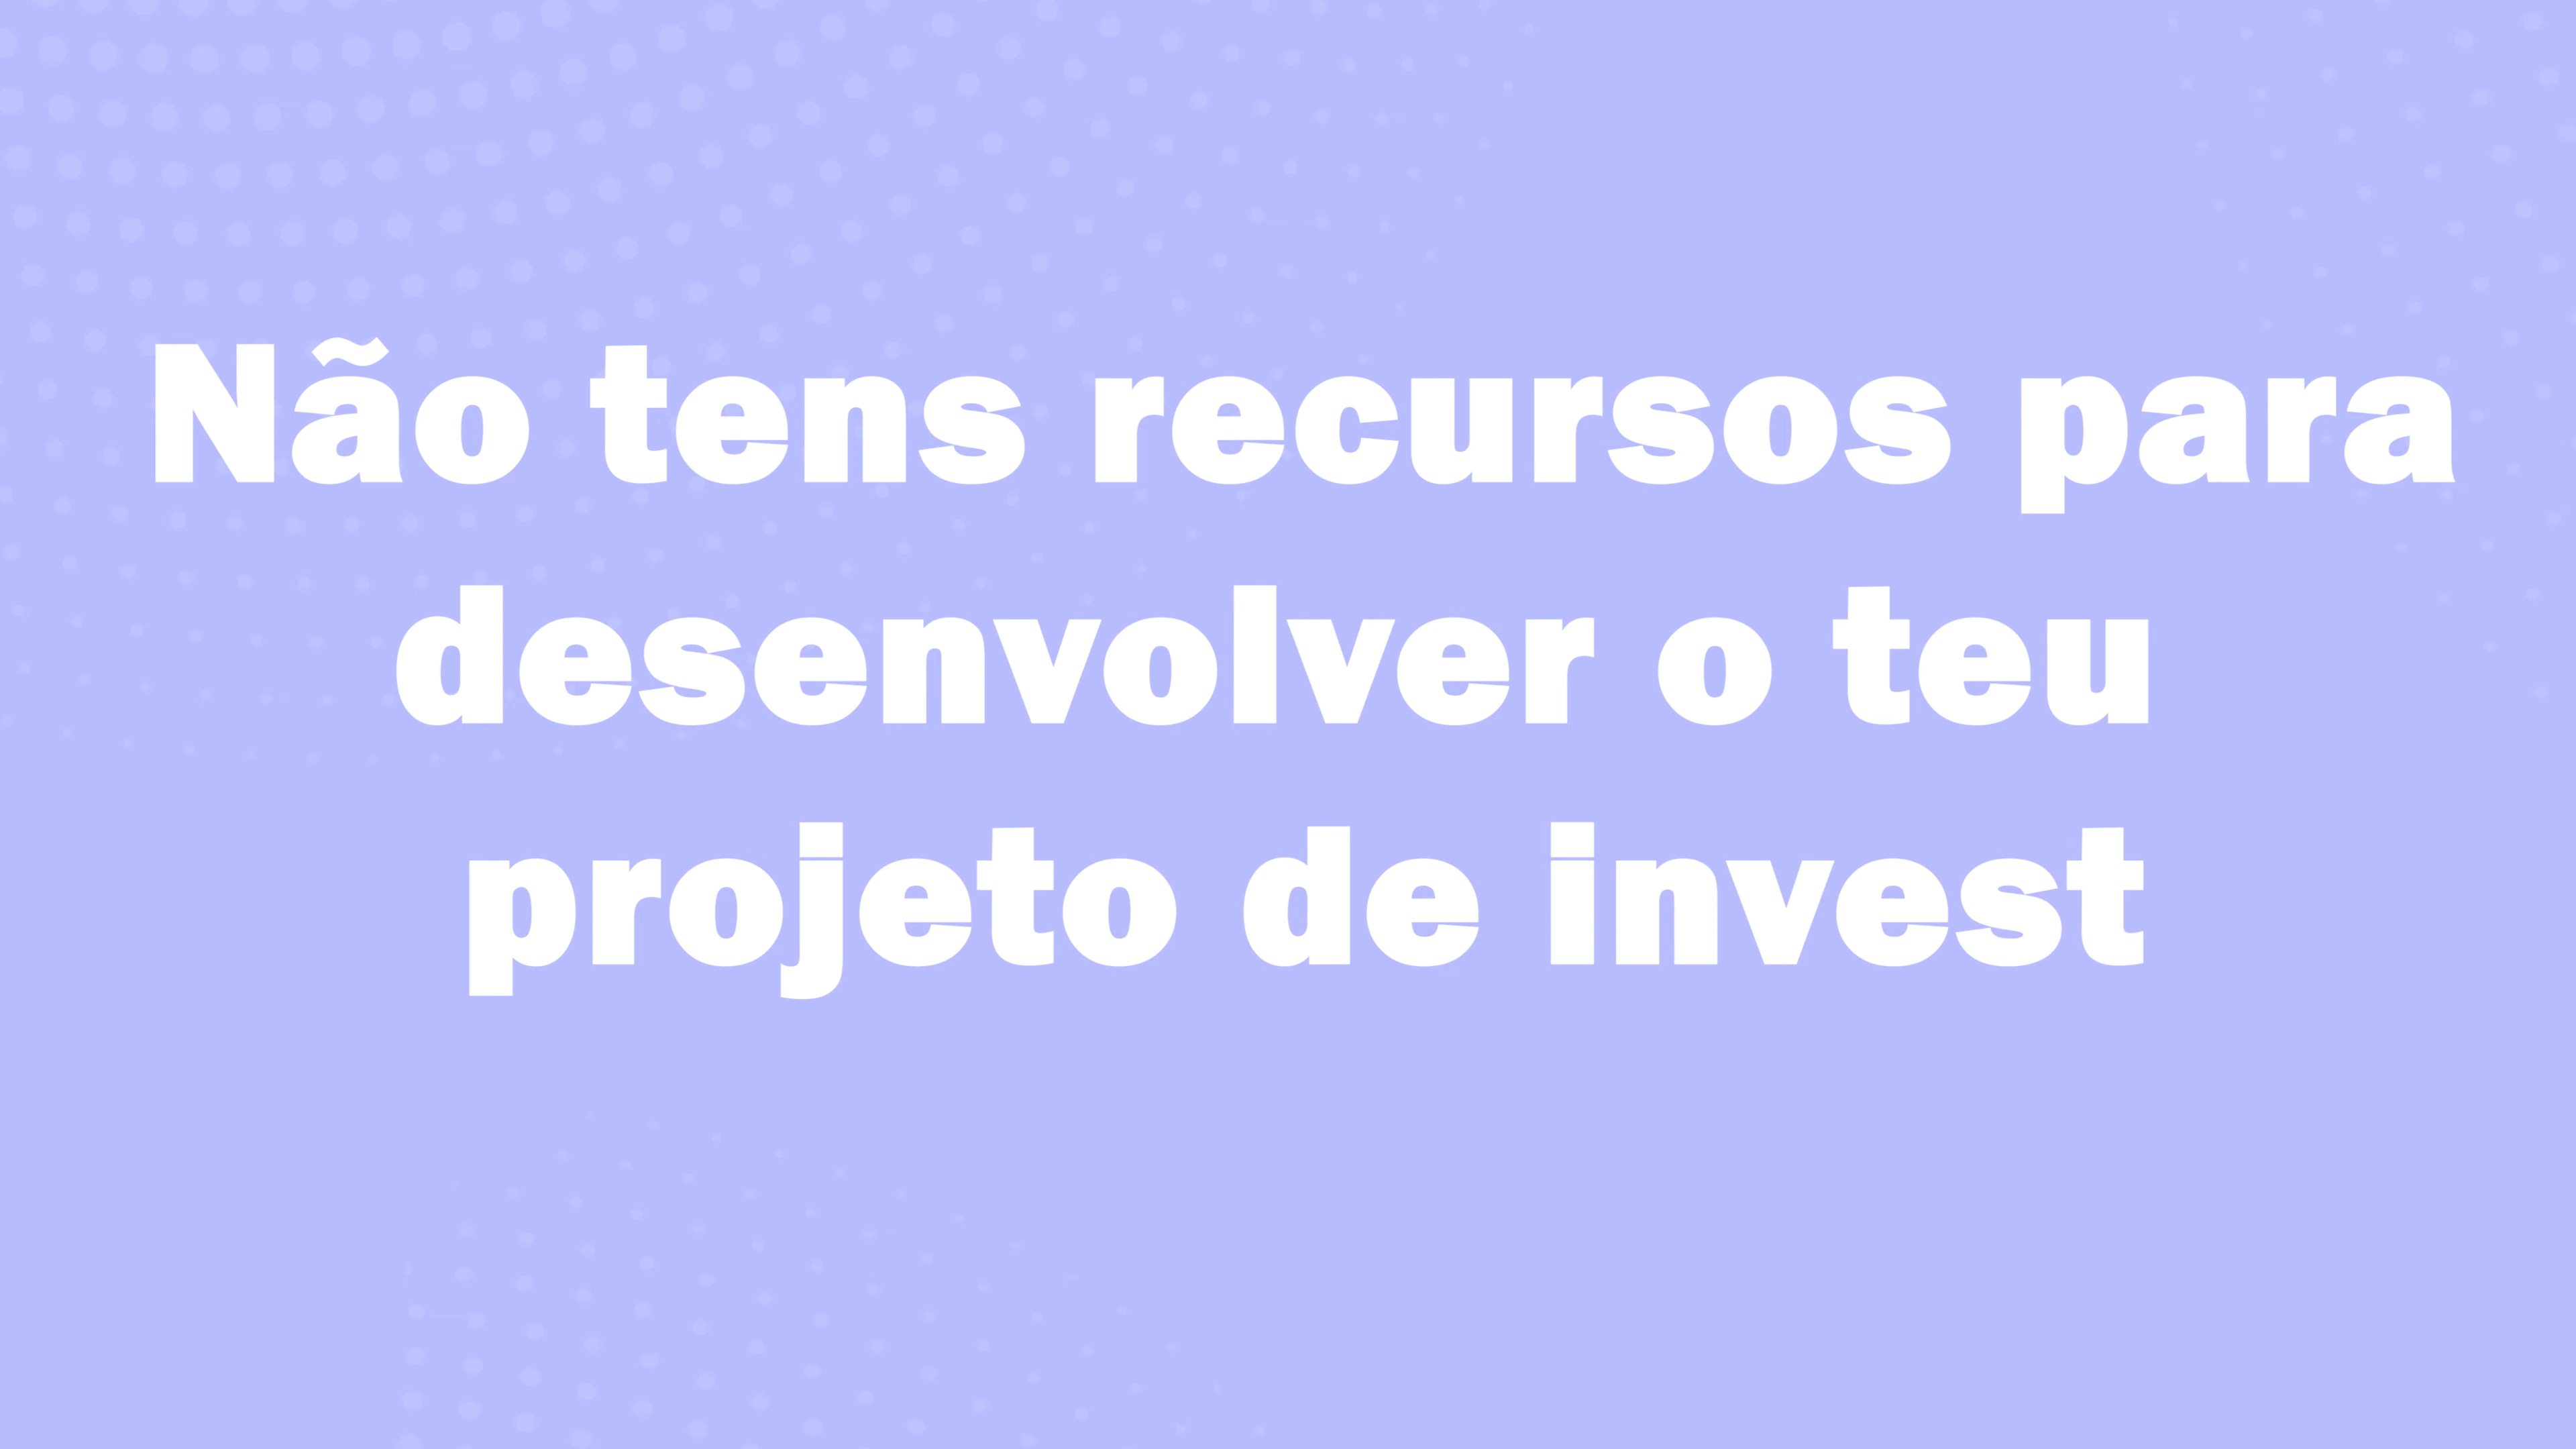 Não tens recursos para
desenvolver o teu
projeto de invest